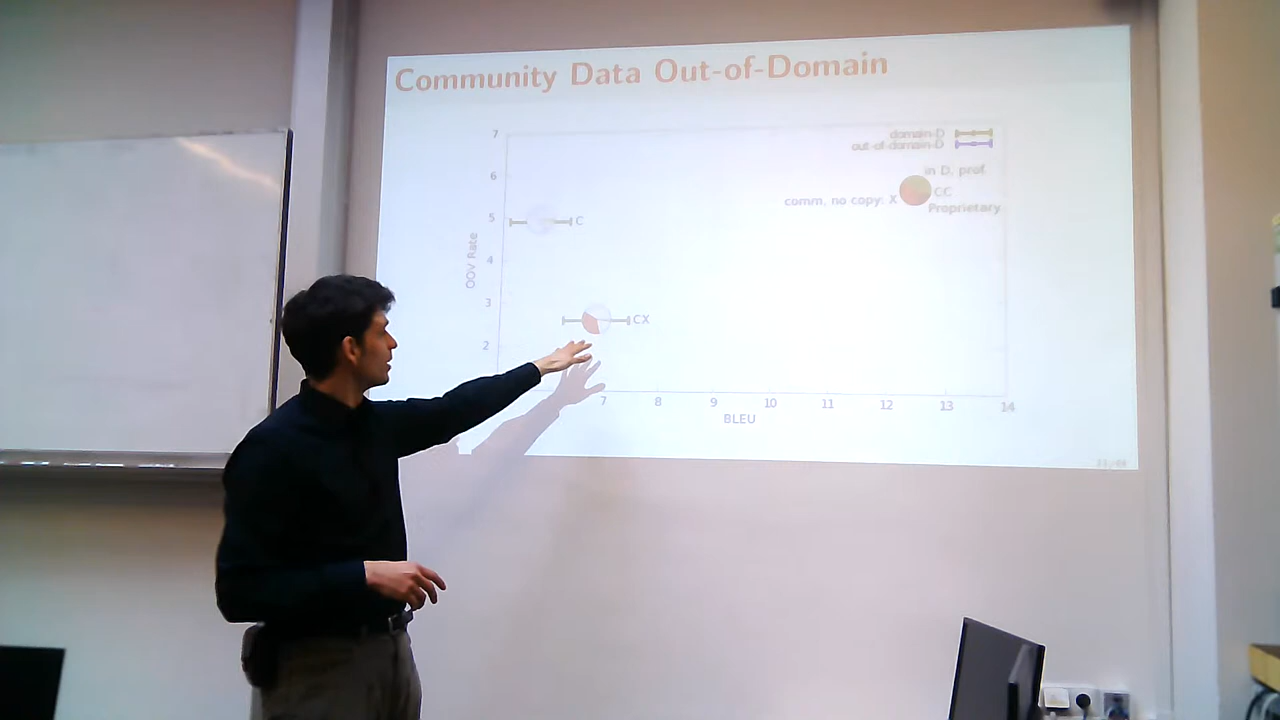 Community Data Out-of-Domain
7
6
5
4
3
2
OOV Rate
C
CX
domain-D
out-of-domain-D
in D, prof.
comm. no copy: X
CC
Proprietary
7 8 9 10 11 12 13 14
BLEU